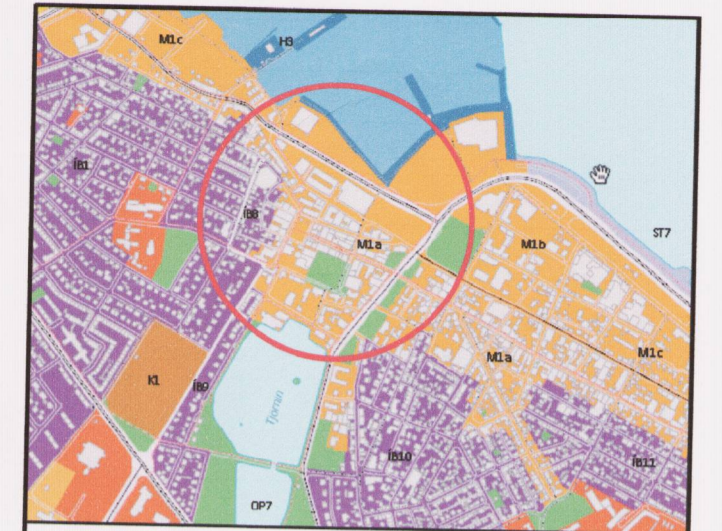 M1c
H3
ÍB1
ÍB8
ST7
M1a
M1b
M1c
M1a
K1
ÍB9
Tjörnin
ÍB10
ÍB11
OP7